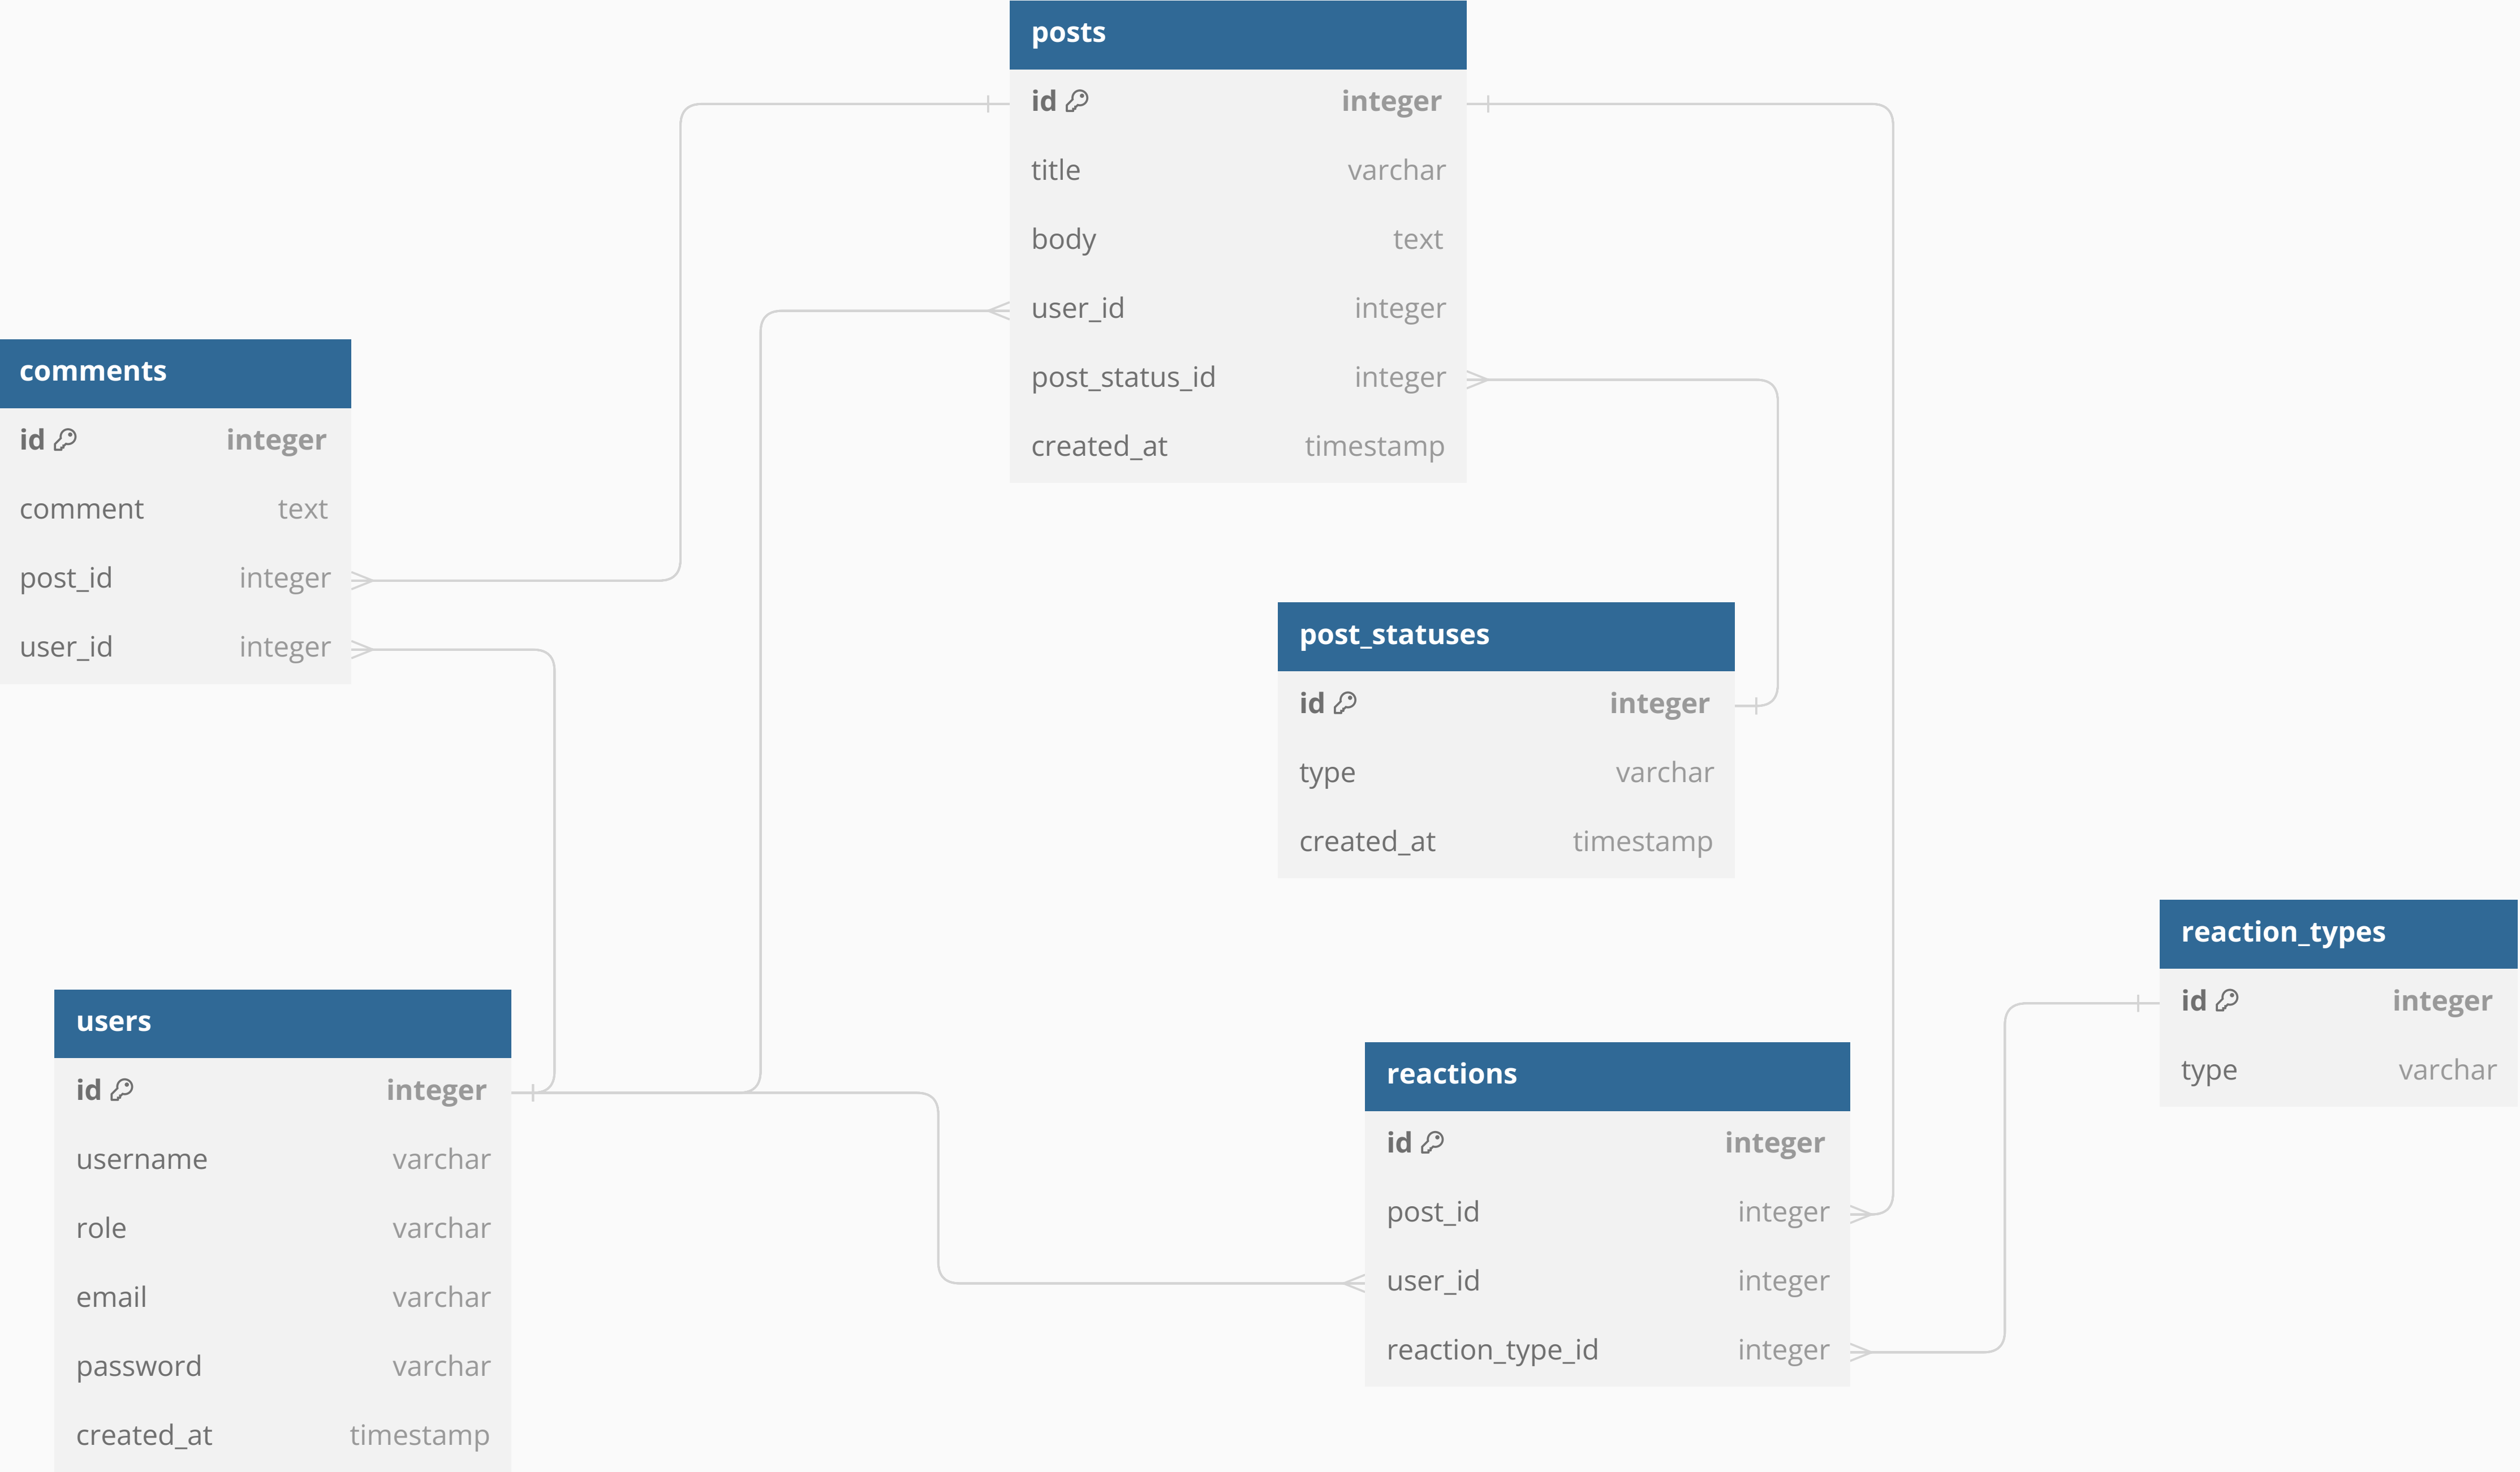 posts
id integer
title varchar
body text
user_id integer
post_status_id integer
created_at timestamp
comments
id integer
comment text
post_id integer
user_id integer
post_statuses
id integer
type varchar
created_at timestamp
reaction_types
id integer
type varchar
users
id integer
username varchar
role varchar
email varchar
password varchar
created_at timestamp
reactions
id integer
post_id integer
user_id integer
reaction_type_id integer